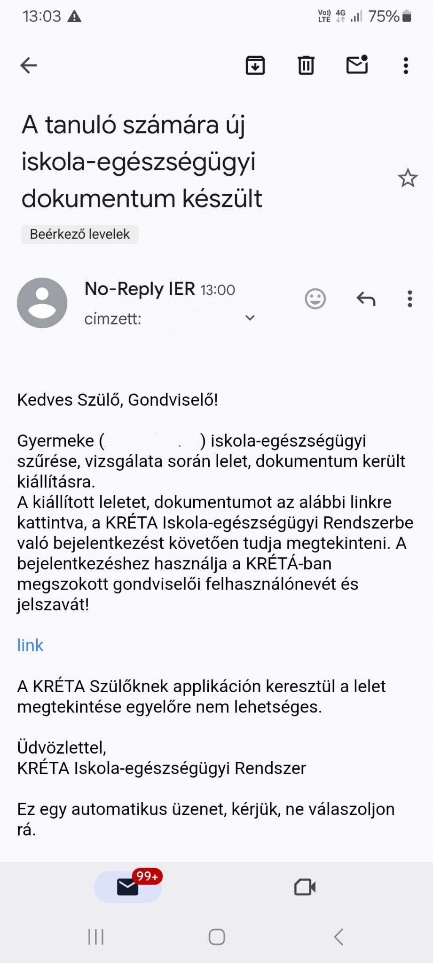 13:03
Vo) 4G
LTE
75%
A tanuló számára új
iskola-egészségügyi
dokumentum készült
Beérkező levelek
No-Reply IER 13:00
címzett:
Kedves Szülő, Gondviselő!
Gyermeke ( . ) iskola-egészségügyi
szűrése, vizsgálata során lelet, dokumentum került
kiállításra.
A kiállított leletet, dokumentumot az alábbi linkre
kattintva, a KRÉTA Iskola-egészségügyi Rendszerbe
való bejelentkezést követően tudja megtekinteni. A
bejelentkezéshez használja a KRÉTÁ-ban
megszokott gondviselői felhasználónevét és
jelszavát!
link
A KRÉTA Szülőknek applikáción keresztül a lelet
megtekintése egyelőre nem lehetséges.
Üdvözlettel,
KRÉTA Iskola-egészségügyi Rendszer
Ez egy automatikus üzenet, kérjük, ne válaszoljon
rá.
99+